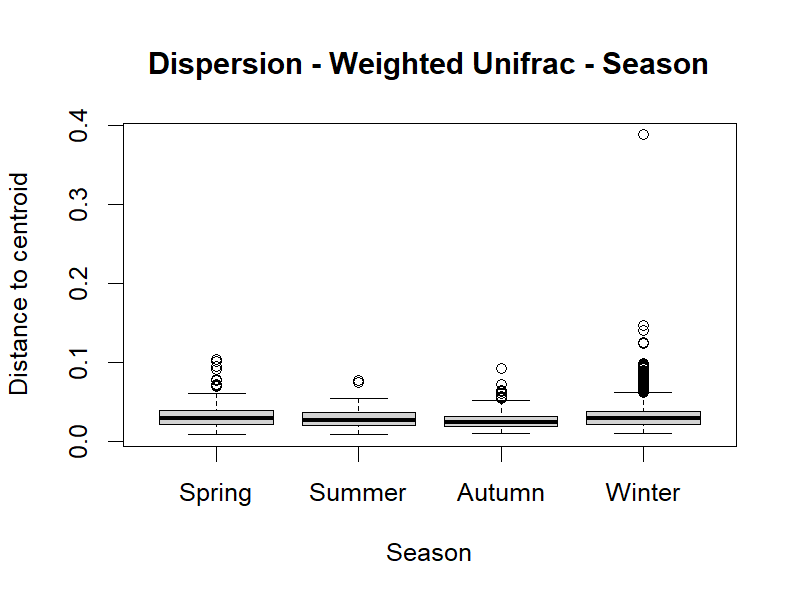 Dispersion - Weighted Unifrac - Season
Distance to centroid
0.4
0.3
0.2
0.1
0.0
Spring Summer Autumn Winter
Season